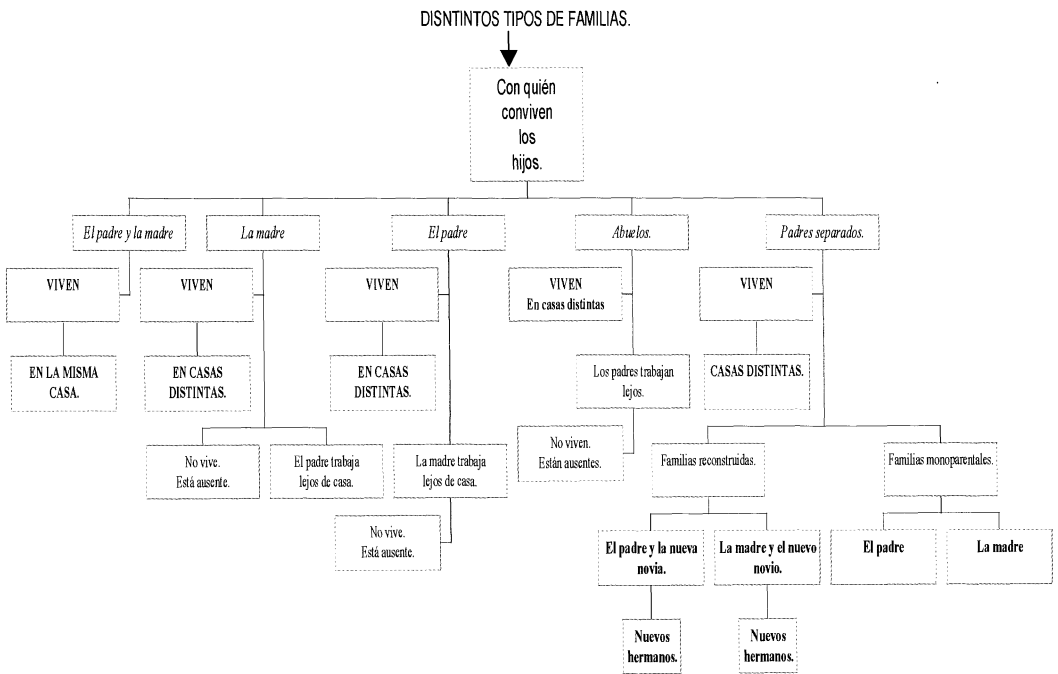 DISNTINTOS TIPOS DE FAMILIAS.
Con quién
conviven
los
hijos.
El padre y la madre
La madre
El padre
Abuelos.
Padres separados.
VIVEN
VIVEN
VIVEN
VIVEN
En casas distintas
VIVEN
EN LA MISMA
CASA.
EN CASAS
DISTINTAS.
EN CASAS
DISTINTAS.
Los padres trabajan
lejos.
CASAS DISTINTAS.
No vive.
Está ausente.
El padre trabaja
lejos de casa.
La madre trabaja
lejos de casa.
No viven.
Están ausentes.
Familias reconstruidas.
Familias monoparentales.
No vive.
Está ausente.
El padre y la nueva
novia.
La madre y el nuevo
novio.
El padre
La madre
Nuevos
hermanos.
Nuevos
hermanos.